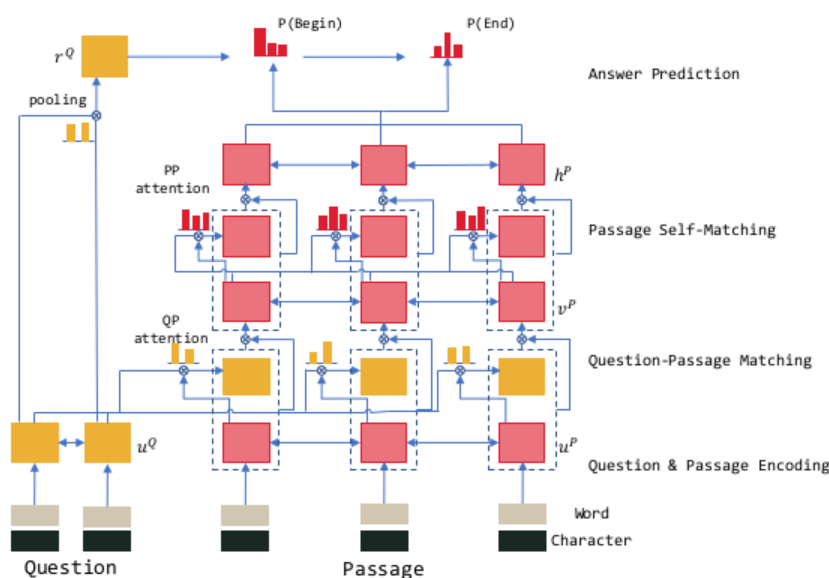 P(Begin)
P(End)
r^Q
Answer Prediction
pooling
PP
attention
h^P
Passage Self-Matching
v^P
QP
attention
Question-Passage Matching
u^Q
u^P
Question & Passage Encoding
Word
Character
Question
Passage